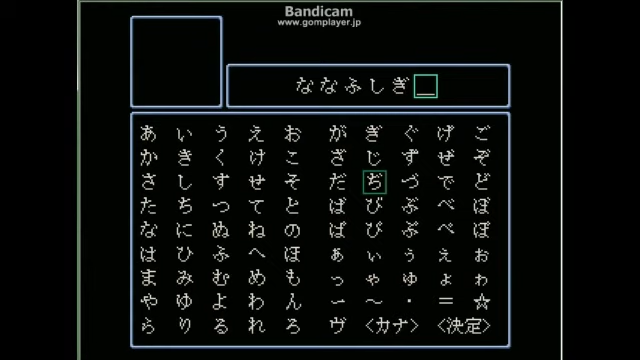 Bandicam
www.gomplayer.jp
ななふしぎ_
あ い う え お が ぎ ぐ げ ご
か き く け こ ざ じ ず ぜ ぞ
さ し す せ そ だ ぢ づ で ど
た ち つ て と ば び ぶ べ ぼ
な に ぬ ね の ぱ ぴ ぷ ぺ ぽ
は ひ ふ へ ほ ぁ ぃ ぅ ぇ ぉ
ま み む め も っ ゃ ゅ ょ ゎ
や ゆ よ わ ん ー ～ ・ ＝ ☆
ら り る れ ろ ヴ <カナ> <決定>